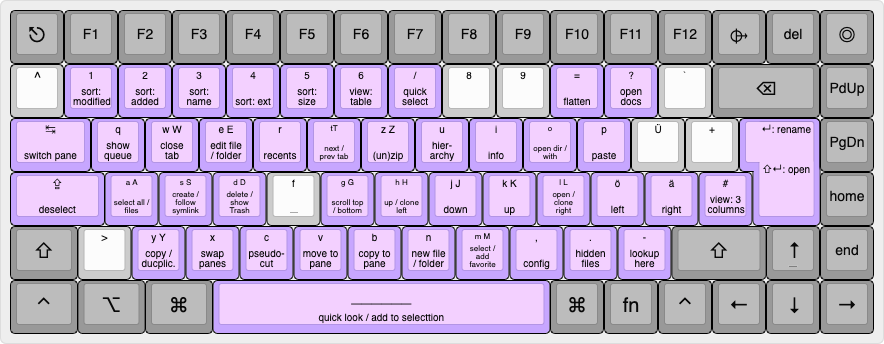 ⎋ F1 F2 F3 F4 F5 F6 F7 F8 F9 F10 F11 F12 ⌽ del ◎
^ 1 2 3 4 5 6 / 8 9 = ? ` ⌫ PdUp
sort: modified sort: added sort: name sort: ext sort: size view: table quick select flatten open docs
↹ q w W e E r tT z Z u i o p Ü + ↵: rename PgDn
switch pane show queue close tab edit file / folder recents next / prev tab (un)zip hier- archy info open dir / with paste
⇧↵: open
⇪ a A s S d D f g G h H j J k K l L ö ä # home
deselect select all / files create / follow symlink delete / show Trash __ scroll top / bottom up / clone left down up open / clone right left right view: 3 columns
⇧ > y Y x c v b n m M , . - ⇧ ↑ end
copy / ducplic. swap panes pseudo- cut move to pane copy to pane new file / folder select / add favorite config hidden files lookup here
^ ⌥ ⌘ ________ ⌘ fn ^ ← ↓ →
quick look / add to selecttion